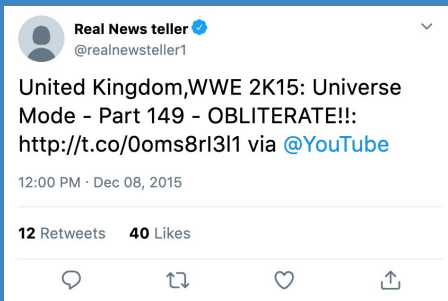 Real News teller
@realnewsteller1
United Kingdom,WWE 2K15: Universe
Mode - Part 149 - OBLITERATE!!:
http://t.co/0oms8rI3l1 via @YouTube
12:00 PM · Dec 08, 2015
12 Retweets 40 Likes